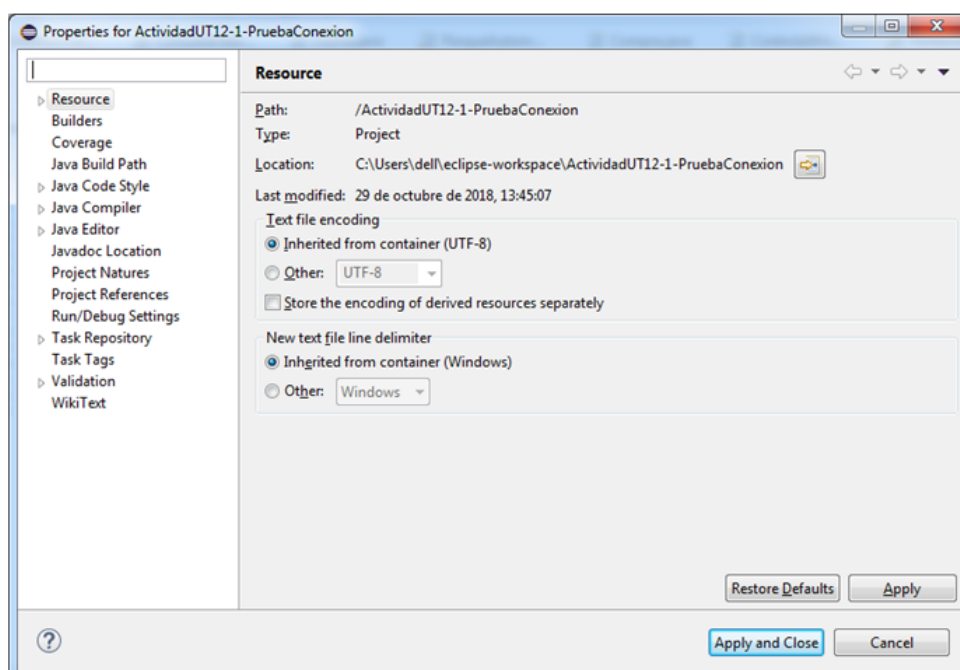 Properties for ActividadUT12-1-PruebaConexion
Resource
Builders
Coverage
Java Build Path
Java Code Style
Java Compiler
Java Editor
Javadoc Location
Project Natures
Project References
Run/Debug Settings
Task Repository
Task Tags
Validation
WikiText
Resource
Path: /ActividadUT12-1-PruebaConexion
Type: Project
Location: C:\Users\dell\eclipse-workspace\ActividadUT12-1-PruebaConexion
Last modified: 29 de octubre de 2018, 13:45:07
Text file encoding
Inherited from container (UTF-8)
Other: UTF-8
Store the encoding of derived resources separately
New text file line delimiter
Inherited from container (Windows)
Other: Windows
Restore Defaults Apply
? Apply and Close Cancel